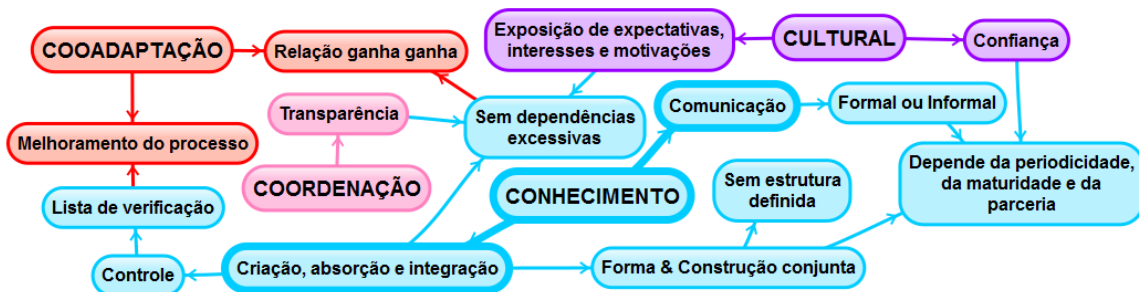 COOADAPTAÇÃO
Relação ganha ganha
Exposição de expectativas,
interesses e motivações
CULTURAL
Confiança
Transparência
Sem dependências
excessivas
Comunicação
Formal ou Informal
Melhoramento do processo
COORDENAÇÃO
CONHECIMENTO
Sem estrutura
definida
Depende da periodicidade,
da maturidade e da
parceria
Lista de verificação
Controle
Criação, absorção e integração
Forma & Construção conjunta